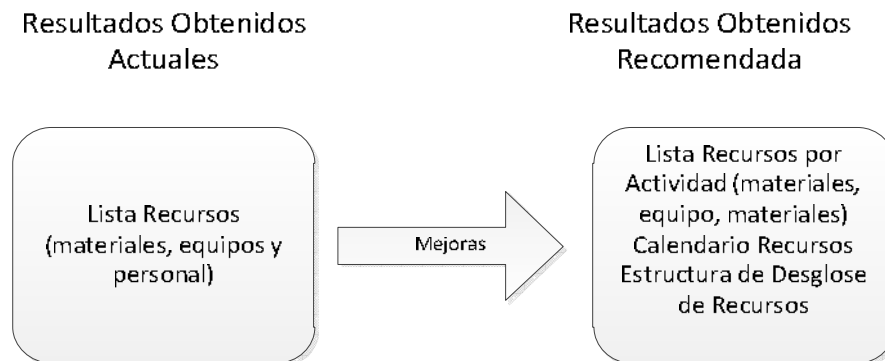 Resultados Obtenidos
Actuales
Resultados Obtenidos
Recomendada
Lista Recursos
(materiales, equipos y
personal)
Mejoras
Lista Recursos por
Actividad (materiales,
equipo, materiales)
Calendario Recursos
Estructura de Desglose
de Recursos